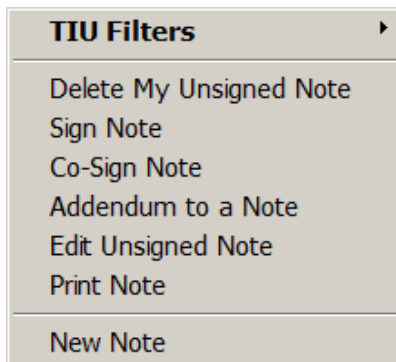 TIU Filters
Delete My Unsigned Note
Sign Note
Co-Sign Note
Addendum to a Note
Edit Unsigned Note
Print Note
New Note